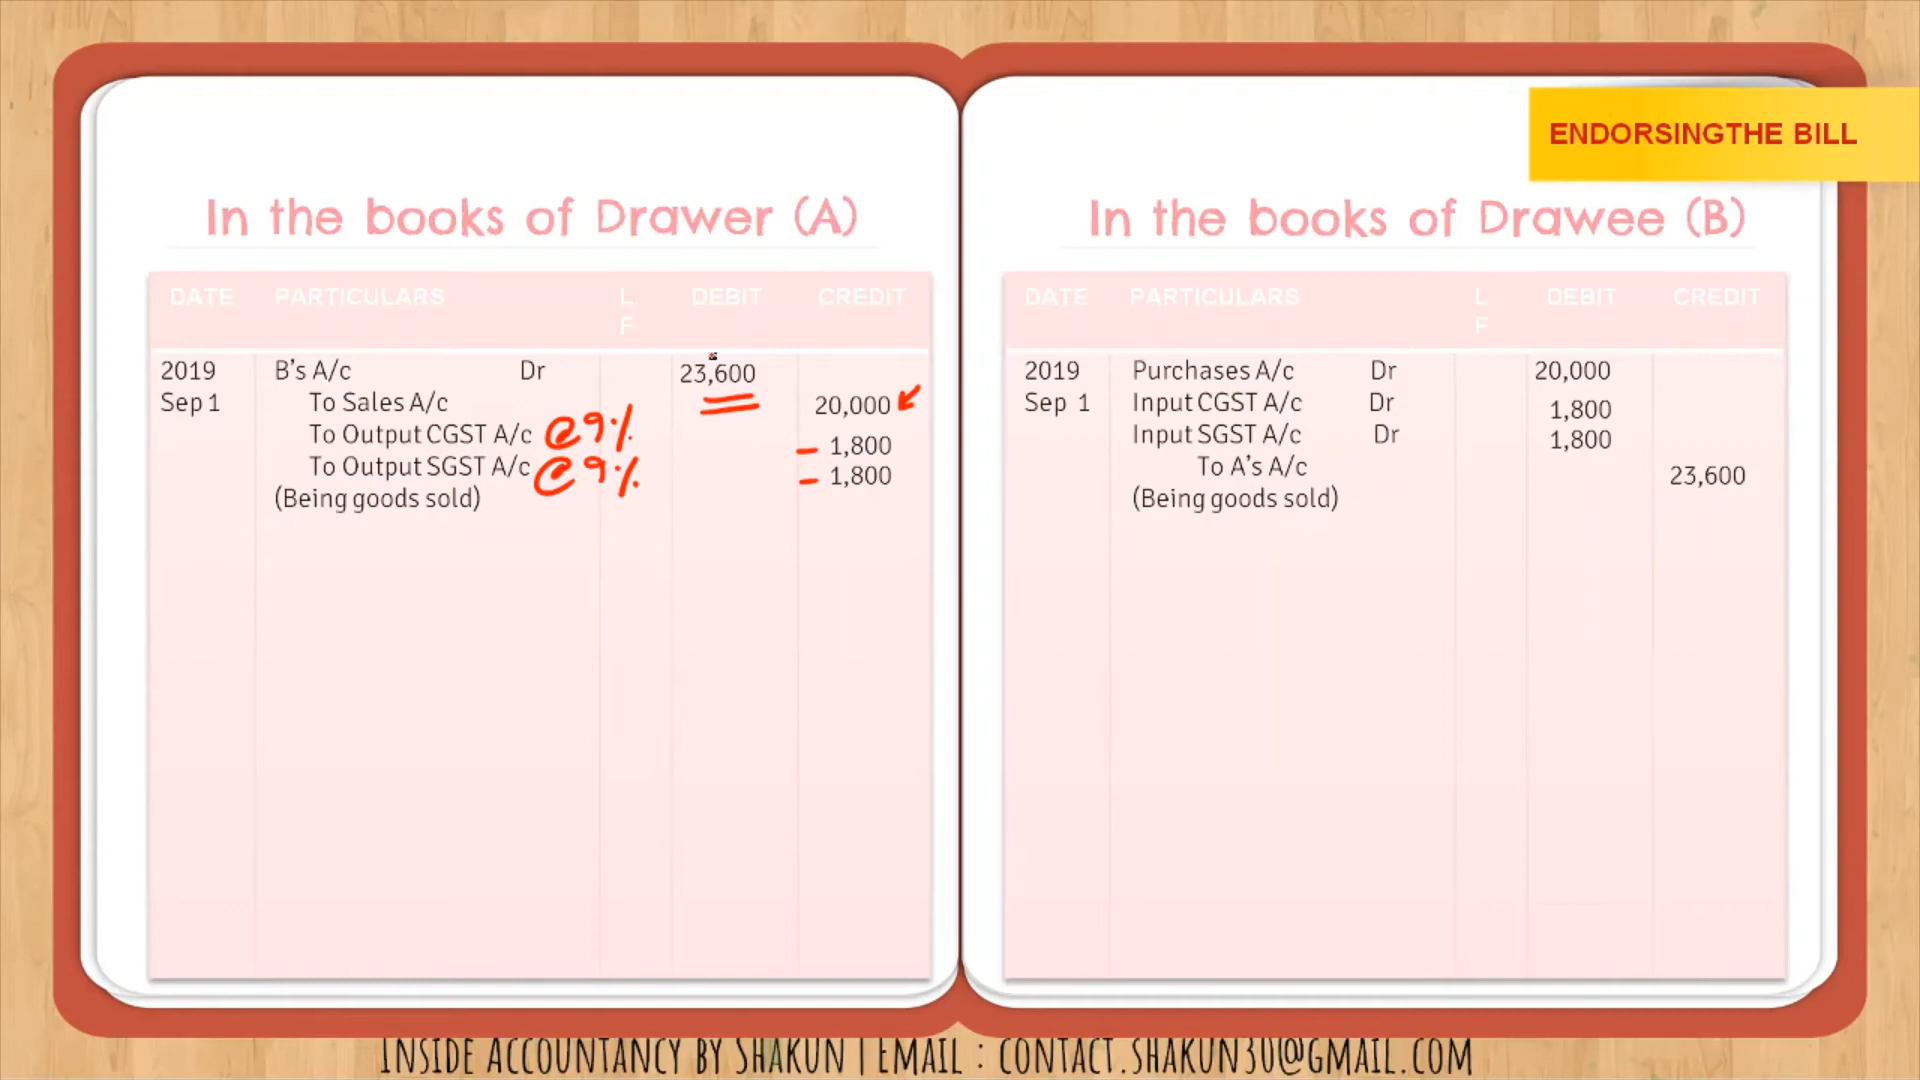 ENDORSINGTHE BILL
In the books of Drawer (A)
DATE PARTICULARS L. F DEBIT CREDIT
2019 B's A/c Dr 23,600
Sep 1 To Sales A/c 20,000
To Output CGST A/c @9% 1,800
To Output SGST A/c @9% 1,800
(Being goods sold)
In the books of Drawee (B)
DATE PARTICULARS L. F DEBIT CREDIT
2019 Purchases A/c Dr 20,000
Sep 1 Input CGST A/c Dr 1,800
Input SGST A/c Dr 1,800
To A's A/c 23,600
(Being goods sold)
INSIDE ACCOUNTANCY BY SHAKUN | EMAIL : CONTACT.SHAKUN30@GMAIL.COM